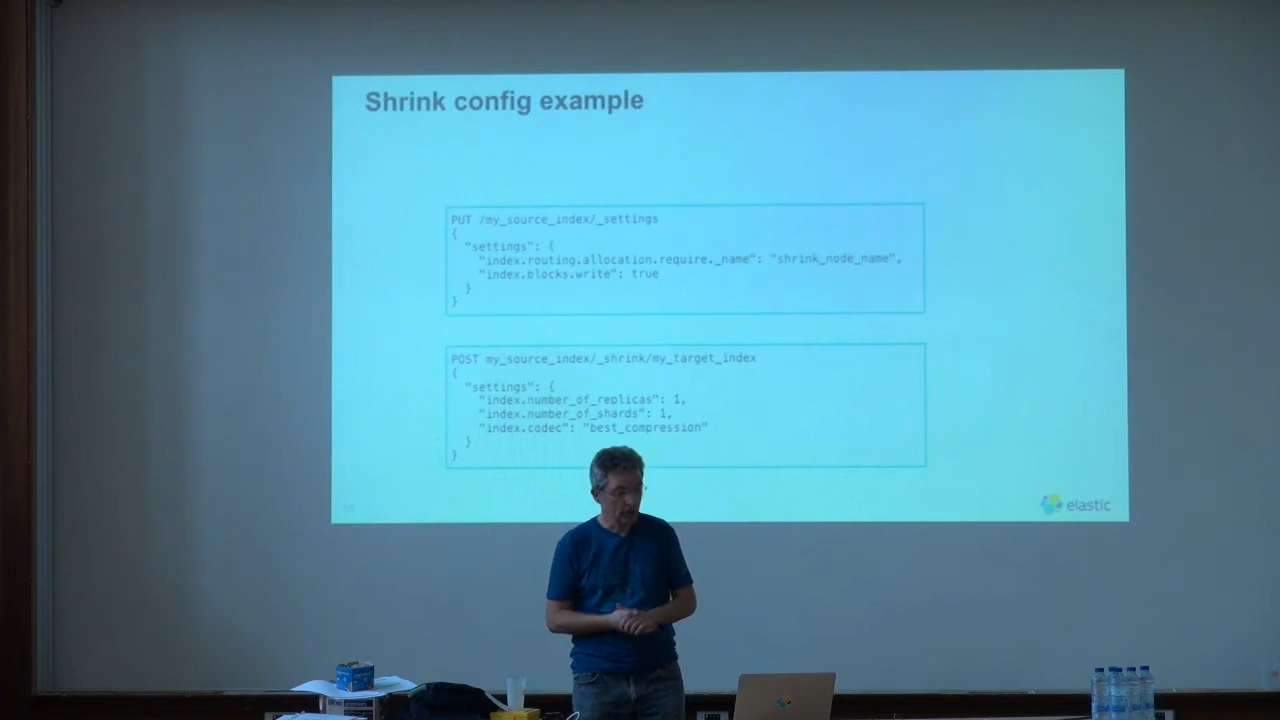 Shrink config example
PUT /my_source_index/_settings
{
  "settings": {
    "index.routing.allocation.require._name": "shrink_node_name",
    "index.blocks.write": true
  }
}
POST my_source_index/_shrink/my_target_index
{
  "settings": {
    "index.number_of_replicas": 1,
    "index.number_of_shards": 1,
    "index.codec": "best_compression"
  }
}
elastic